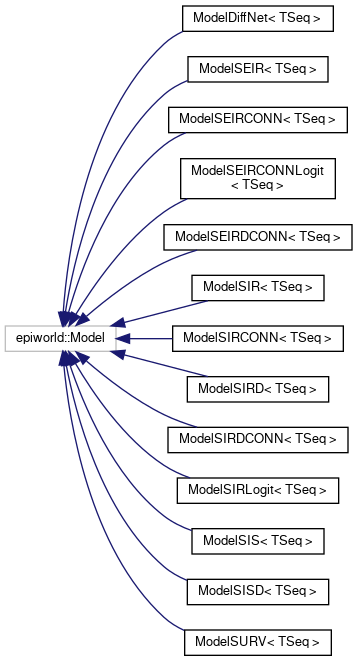 ModelDiffNet< TSeq >
ModelSEIR< TSeq >
ModelSEIRCONN< TSeq >
ModelSEIRCONNLogit
< TSeq >
ModelSEIRDCONN< TSeq >
ModelSIR< TSeq >
epiworld::Model
ModelSIRCONN< TSeq >
ModelSIRD< TSeq >
ModelSIRDCONN< TSeq >
ModelSIRLogit< TSeq >
ModelSIS< TSeq >
ModelSISD< TSeq >
ModelSURV< TSeq >